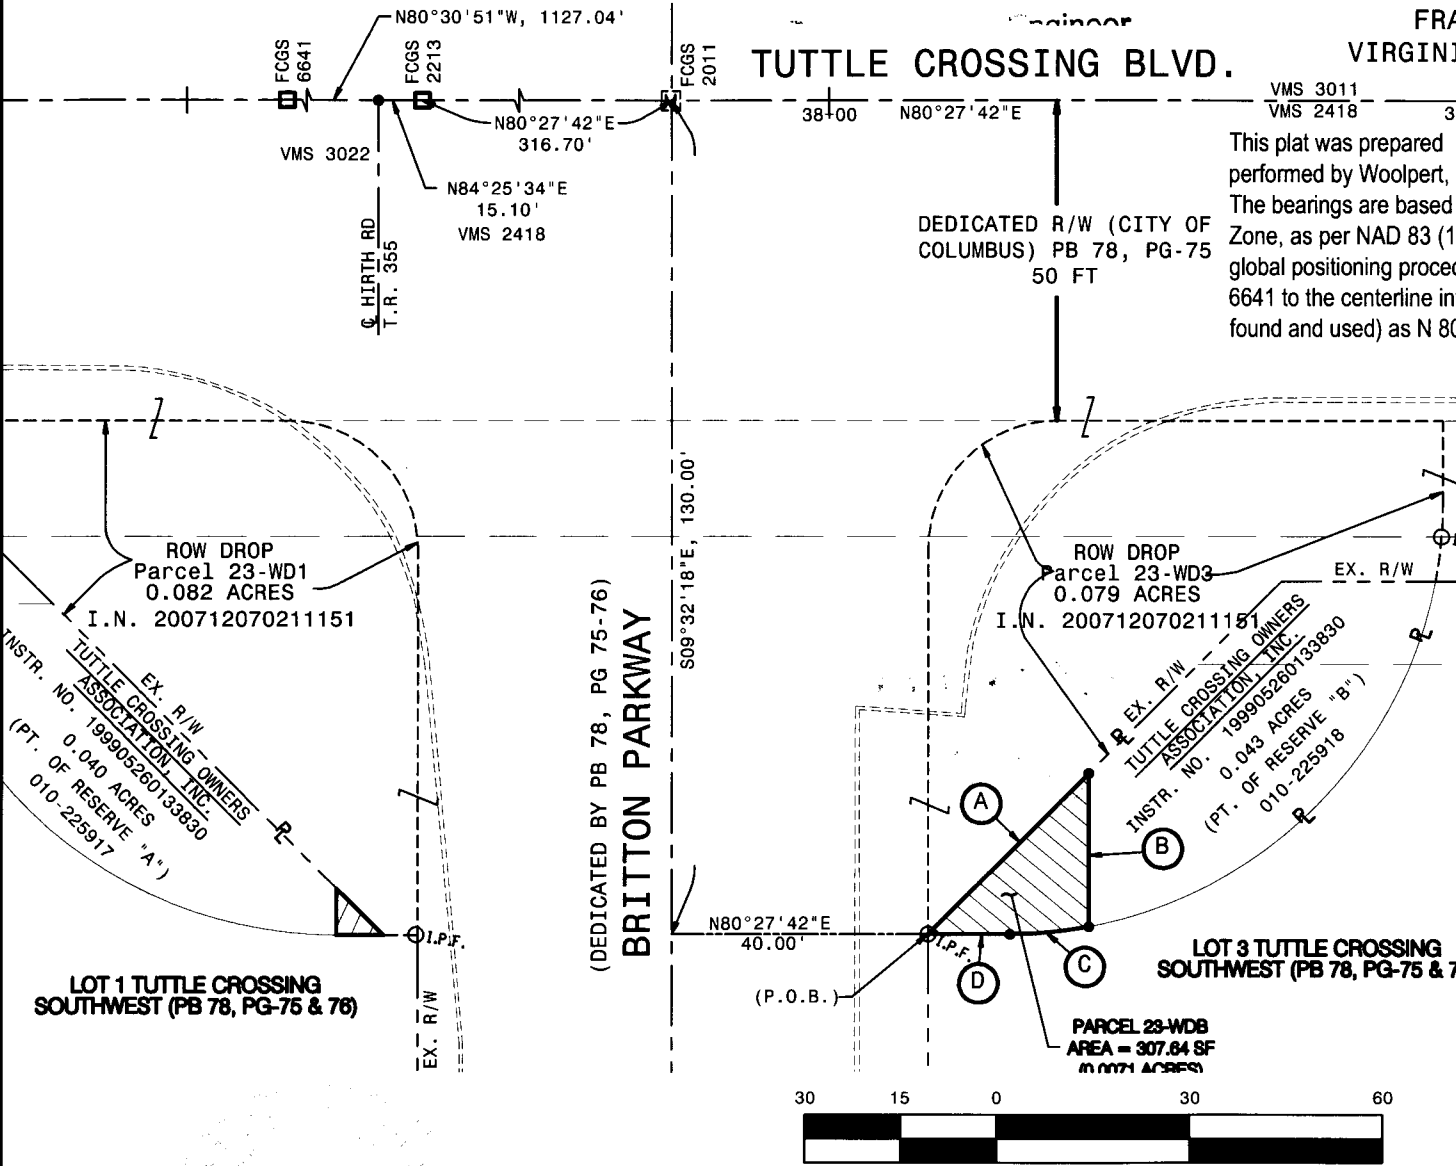 N80°30'51"W, 1127.04'
FCGS
6641
FCGS
2213
FCGS
2011
TUTTLE CROSSING BLVD.
FRA
VIRGINI
VMS 3011
VMS 2418
38+00
N80°27'42"E
3
N80°27'42"E
316.70'
VMS 3022
N84°25'34"E
15.10'
VMS 2418
℄ HIRTH RD
T.R. 355
This plat was prepared
performed by Woolpert,
The bearings are based
Zone, as per NAD 83 (1
global positioning proced
6641 to the centerline in
found and used) as N 80
DEDICATED R/W (CITY OF
COLUMBUS) PB 78, PG-75
50 FT
S09°32'18"E, 130.00'
ROW DROP
Parcel 23-WD1
0.082 ACRES
I.N. 200712070211151
ROW DROP
Parcel 23-WD3
0.079 ACRES
I.N. 200712070211151
EX. R/W
EX. R/W
TUTTLE CROSSING OWNERS
ASSOCIATION, INC.
INSTR. NO. 199905260133830
0.040 ACRES
(PT. OF RESERVE "A")
010-225917
PL
(DEDICATED BY PB 78, PG 75-76)
BRITTON PARKWAY
PL EX. R/W
TUTTLE CROSSING OWNERS
ASSOCIATION, INC.
INSTR. NO. 199905260133830
0.043 ACRES
(PT. OF RESERVE "B")
010-225918
PL
PL
A
B
C
D
N80°27'42"E
40.00'
I.P.F.
I.P.F.
(P.O.B.)
LOT 1 TUTTLE CROSSING
SOUTHWEST (PB 78, PG-75 & 76)
EX. R/W
LOT 3 TUTTLE CROSSING
SOUTHWEST (PB 78, PG-75 & 7
PARCEL 23-WDB
AREA = 307.64 SF
(0.0071 ACRES)
30 15 0 30 60